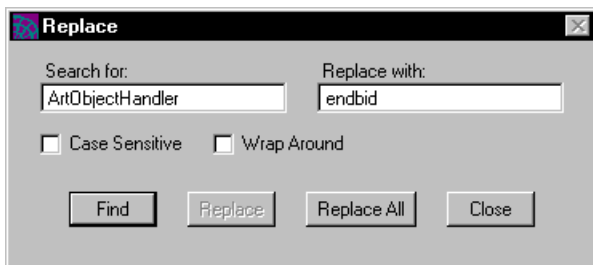 Replace
Search for: Replace with:
ArtObjectHandler endbid
Case Sensitive Wrap Around
Find Replace Replace All Close